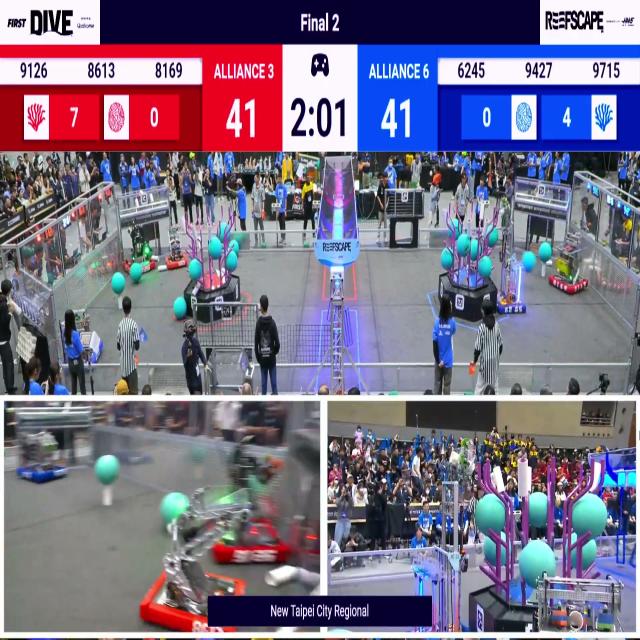 FIRST DIVE
Final 2
REEFSCAPE
9126 8613 8169
ALLIANCE 3
ALLIANCE 6
6245 9427 9715
7 0
41
2:01
41
0 4
REEFSCAPE
New Taipei City Regional